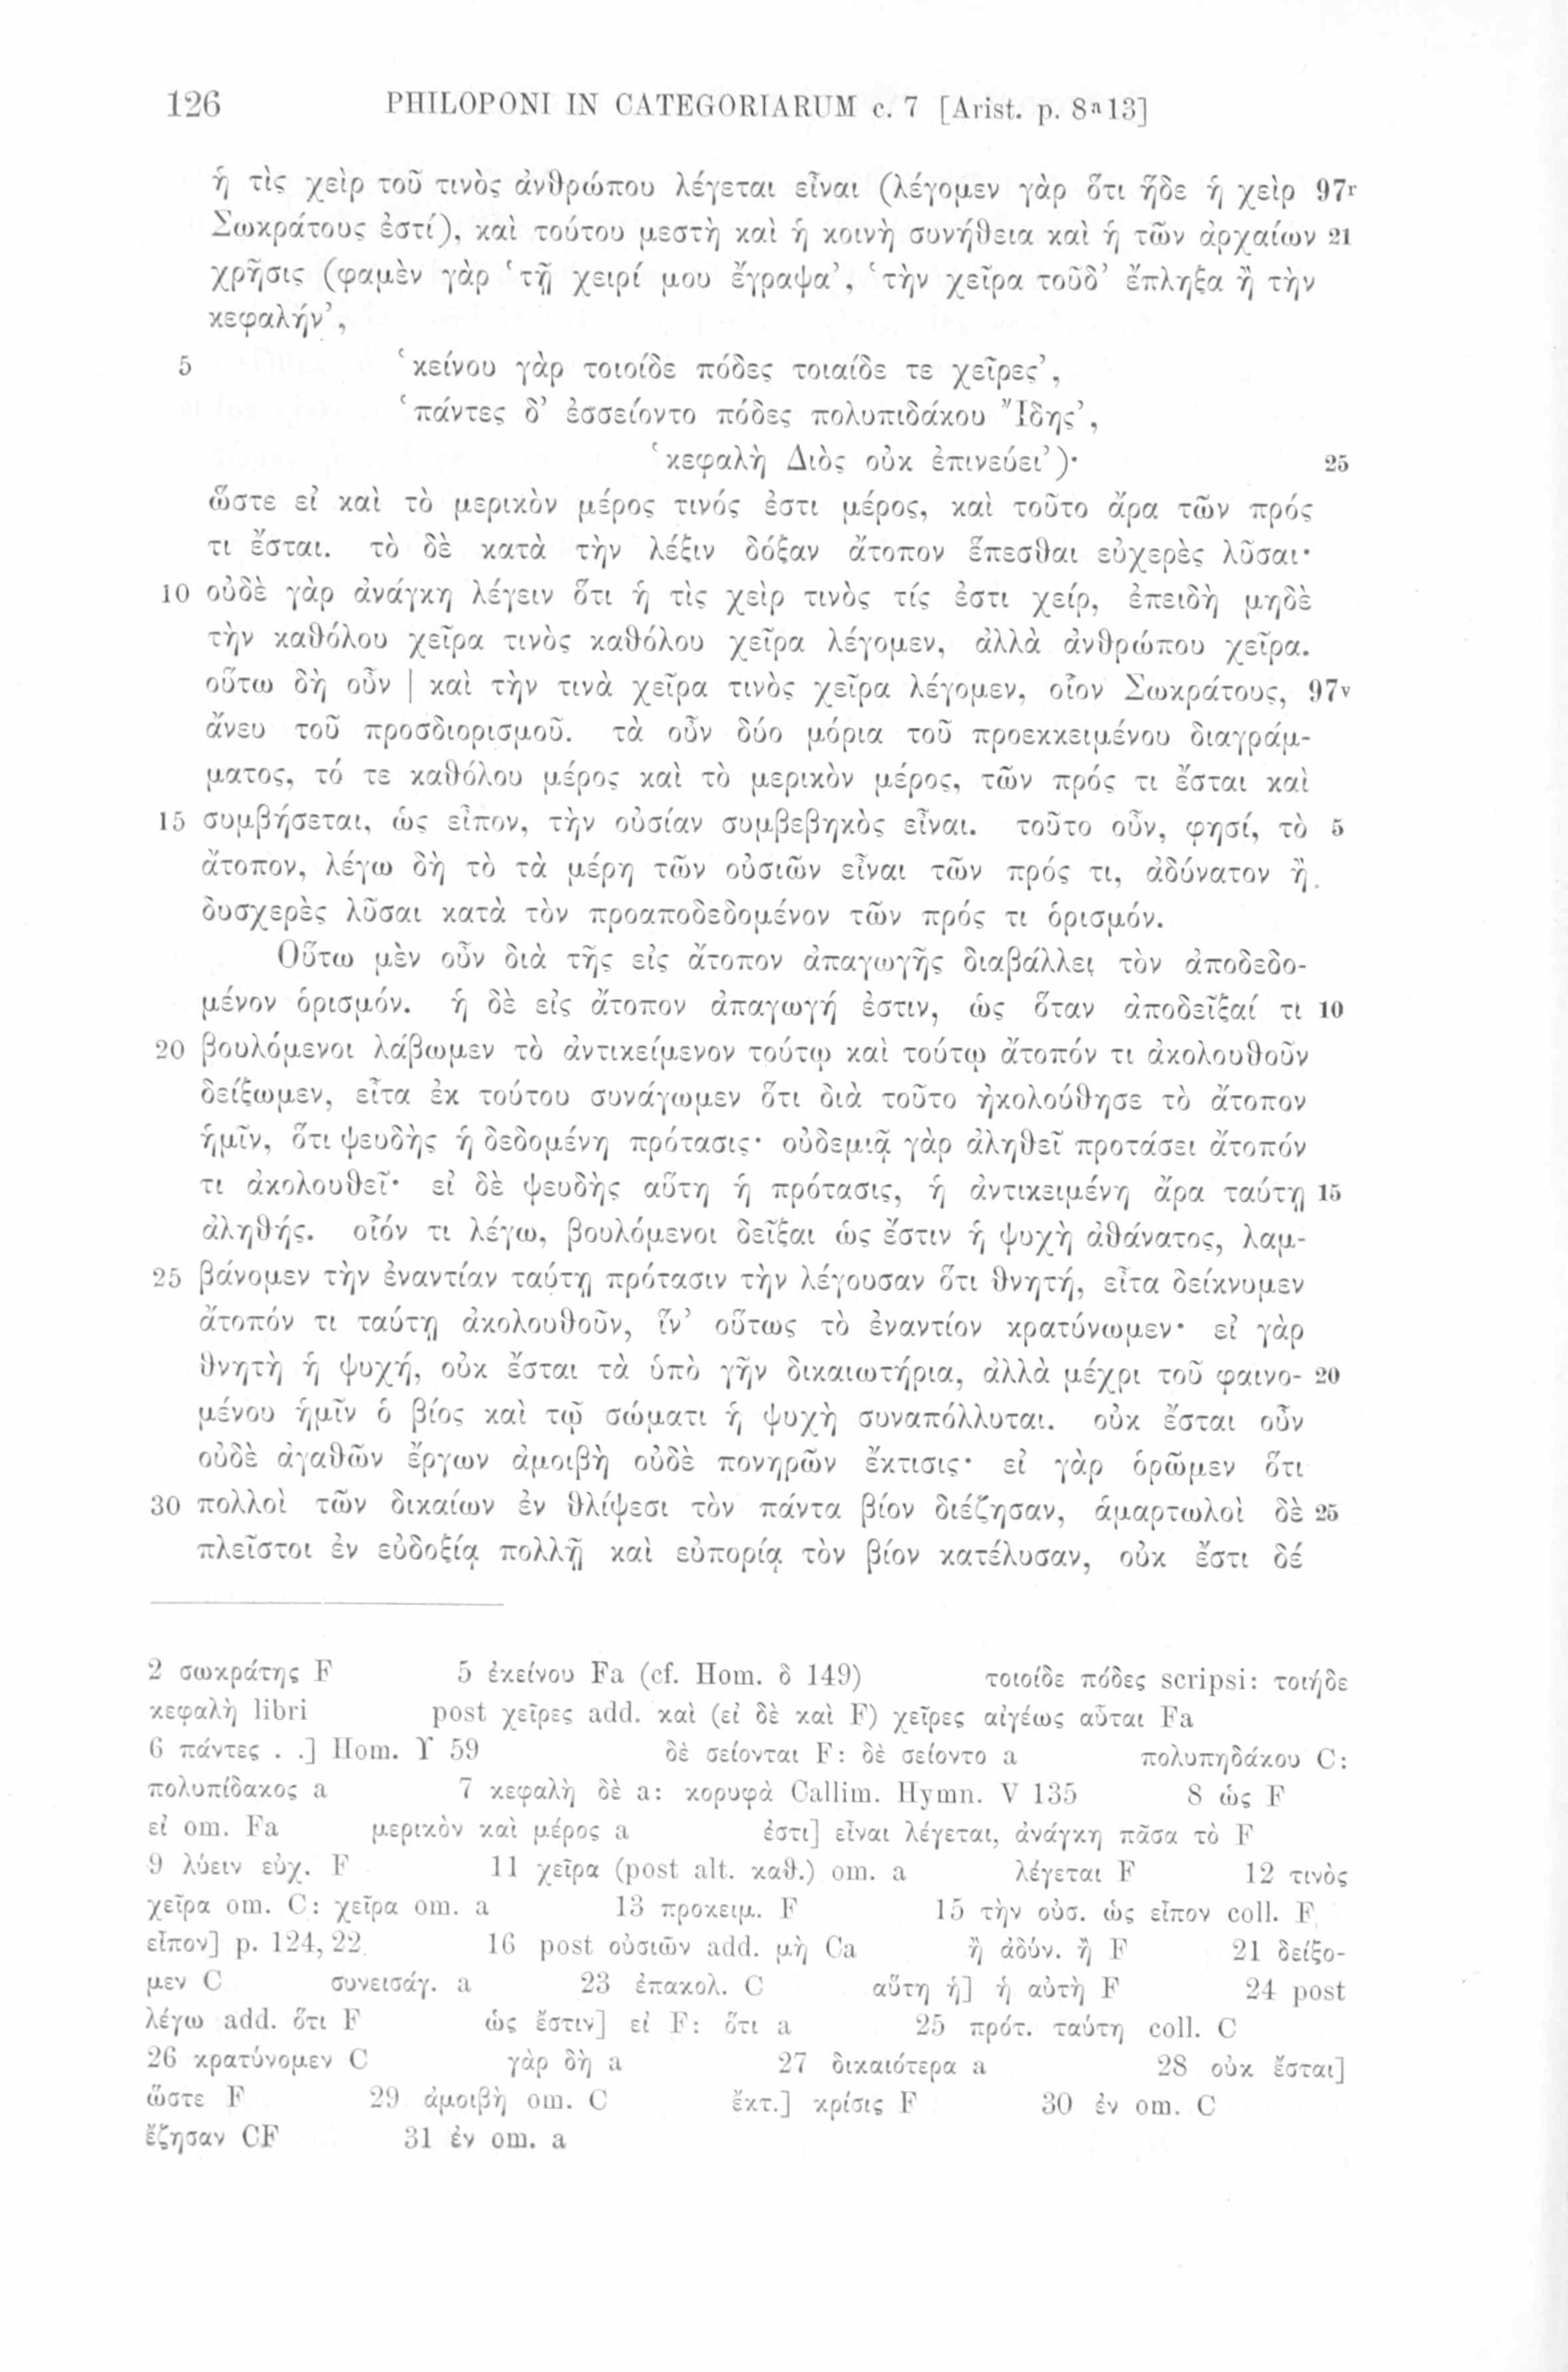 126 PHILOPONI IN CATEGORIARUM c. 7 [Arist. p. 8ᵃ13]
ἡ τὶς χεὶρ τοῦ τινὸς ἀνθρώπου λέγεται εἶναι (λέγομεν γὰρ ὅτι ἥδε ἡ χεὶρ 97r
Σωκράτους ἐστί), καὶ τούτου μεστὴ καὶ ἡ κοινὴ συνήθεια καὶ ἡ τῶν ἀρχαίων 21
χρῆσις (φαμὲν γὰρ ‘τῇ χειρί μου ἔγραψα’, ‘τὴν χεῖρα τοῦδ’ ἔπληξα ἢ τὴν
κεφαλήν’,
5 ‘κείνου γὰρ τοιοίδε πόδες τοιαίδε τε χεῖρες’,
‘πάντες δ’ ἐσσείοντο πόδες πολυπιδάκου Ἴδης’,
‘κεφαλὴ Διὸς οὐκ ἐπινεύει’)· 25
ὥστε εἰ καὶ τὸ μερικὸν μέρος τινός ἐστι μέρος, καὶ τοῦτο ἄρα τῶν πρός
τι ἔσται. τὸ δὲ κατὰ τὴν λέξιν δόξαν ἄτοπον ἕπεσθαι εὐχερὲς λῦσαι·
10 οὐδὲ γὰρ ἀνάγκη λέγειν ὅτι ἡ τὶς χεὶρ τινὸς τίς ἐστι χείρ, ἐπειδὴ μηδὲ
τὴν καθόλου χεῖρα τινὸς καθόλου χεῖρα λέγομεν, ἀλλὰ ἀνθρώπου χεῖρα.
οὕτω δὴ οὖν | καὶ τὴν τινὰ χεῖρα τινὸς χεῖρα λέγομεν, οἷον Σωκράτους, 97v
ἄνευ τοῦ προσδιορισμοῦ. τὰ οὖν δύο μόρια τοῦ προεκκειμένου διαγράμ-
ματος, τό τε καθόλου μέρος καὶ τὸ μερικὸν μέρος, τῶν πρός τι ἔσται καὶ
15 συμβήσεται, ὡς εἶπον, τὴν οὐσίαν συμβεβηκὸς εἶναι. τοῦτο οὖν, φησί, τὸ 5
ἄτοπον, λέγω δὴ τὸ τὰ μέρη τῶν οὐσιῶν εἶναι τῶν πρός τι, ἀδύνατον ἢ
δυσχερὲς λῦσαι κατὰ τὸν προαποδεδομένον τῶν πρός τι ὁρισμόν.
Οὕτω μὲν οὖν διὰ τῆς εἰς ἄτοπον ἀπαγωγῆς διαβάλλει τὸν ἀποδεδο-
μένον ὁρισμόν. ἡ δὲ εἰς ἄτοπον ἀπαγωγή ἐστιν, ὡς ὅταν ἀποδεῖξαί τι 10
20 βουλόμενοι λάβωμεν τὸ ἀντικείμενον τούτῳ καὶ τούτῳ ἄτοπόν τι ἀκολουθοῦν
δείξωμεν, εἶτα ἐκ τούτου συνάγωμεν ὅτι διὰ τοῦτο ἠκολούθησε τὸ ἄτοπον
ἡμῖν, ὅτι ψευδὴς ἡ δεδομένη πρότασις· οὐδεμιᾷ γὰρ ἀληθεῖ προτάσει ἄτοπόν
τι ἀκολουθεῖ· εἰ δὲ ψευδὴς αὕτη ἡ πρότασις, ἡ ἀντικειμένη ἄρα ταύτῃ 15
ἀληθής. οἷόν τι λέγω, βουλόμενοι δεῖξαι ὡς ἔστιν ἡ ψυχὴ ἀθάνατος, λαμ-
25 βάνομεν τὴν ἐναντίαν ταύτῃ πρότασιν τὴν λέγουσαν ὅτι θνητή, εἶτα δείκνυμεν
ἄτοπόν τι ταύτῃ ἀκολουθοῦν, ἵν’ οὕτως τὸ ἐναντίον κρατύνωμεν· εἰ γὰρ
θνητὴ ἡ ψυχή, οὐκ ἔσται τὰ ὑπὸ γῆν δικαιωτήρια, ἀλλὰ μέχρι τοῦ φαινο- 20
μένου ἡμῖν ὁ βίος καὶ τῷ σώματι ἡ ψυχὴ συναπόλλυται. οὐκ ἔσται οὖν
οὐδὲ ἀγαθῶν ἔργων ἀμοιβὴ οὐδὲ πονηρῶν ἔκτισις· εἰ γὰρ ὁρῶμεν ὅτι
30 πολλοὶ τῶν δικαίων ἐν θλίψεσι τὸν πάντα βίον διέζησαν, ἁμαρτωλοὶ δὲ 25
πλεῖστοι ἐν εὐδοξίᾳ πολλῇ καὶ εὐπορίᾳ τὸν βίον κατέλυσαν, οὐκ ἔστι δέ
2 σωκράτης F 5 ἐκείνου Fa (cf. Hom. δ 149) τοιοίδε πόδες scripsi: τοιήδε
κεφαλὴ libri post χεῖρες add. καὶ (εἰ δὲ καὶ F) χεῖρες αἰγέως αὗται Fa
6 πάντες . .] Hom. Υ 59 δὲ σείονται F: δὲ σείοντο a πολυπηδάκου C:
πολυπίδακος a 7 κεφαλὴ δὲ a: κορυφὰ Callim. Hymn. V 135 8 ὡς F
εἰ om. Fa μερικὸν καὶ μέρος a ἐστι] εἶναι λέγεται, ἀνάγκη πᾶσα τὸ F
9 λύειν εὐχ. F 11 χεῖρα (post alt. καθ.) om. a λέγεται F 12 τινὸς
χεῖρα om. C: χεῖρα om. a 13 προκειμ. F 15 τὴν οὐσ. ὡς εἶπον coll. F
εἶπον] p. 124, 22 16 post οὐσιῶν add. μὴ Ca ἢ ἀδύν. ἢ F 21 δείξο-
μεν C συνεισάγ. a 23 ἐπακολ. C αὕτη ἡ] ἡ αὐτὴ F 24 post
λέγω add. ὅτι F ὡς ἔστιν] εἰ F: ὅτι a 25 πρότ. ταύτη coll. C
26 κρατύνομεν C γὰρ δὴ a 27 δικαιότερα a 28 οὐκ ἔσται]
ὥστε F 29 ἀμοιβὴ om. C ἔκτ.] κρίσις F 30 ἐν om. C
ἔζησαν CF 31 ἐν om. a